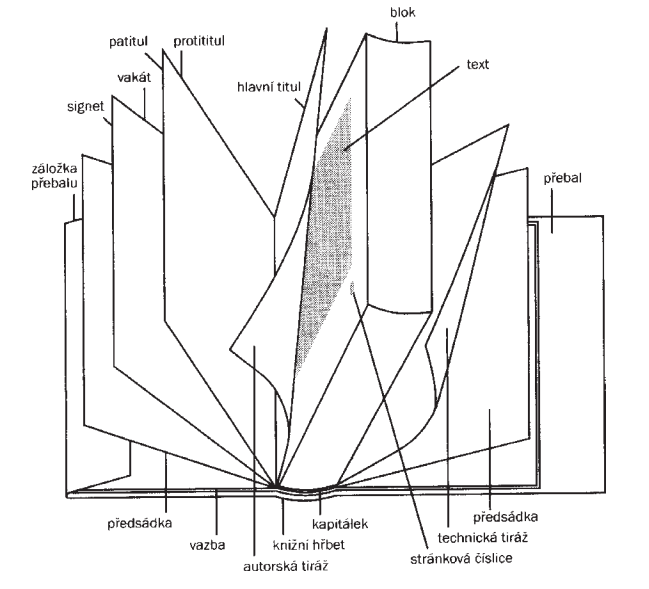 blok
patitul
protititul
text
vakát
hlavní titul
signet
záložka
přebalu
přebal
předsádka
kapitálek
předsádka
technická tiráž
vazba
knižní hřbet
stránková číslice
autorská tiráž